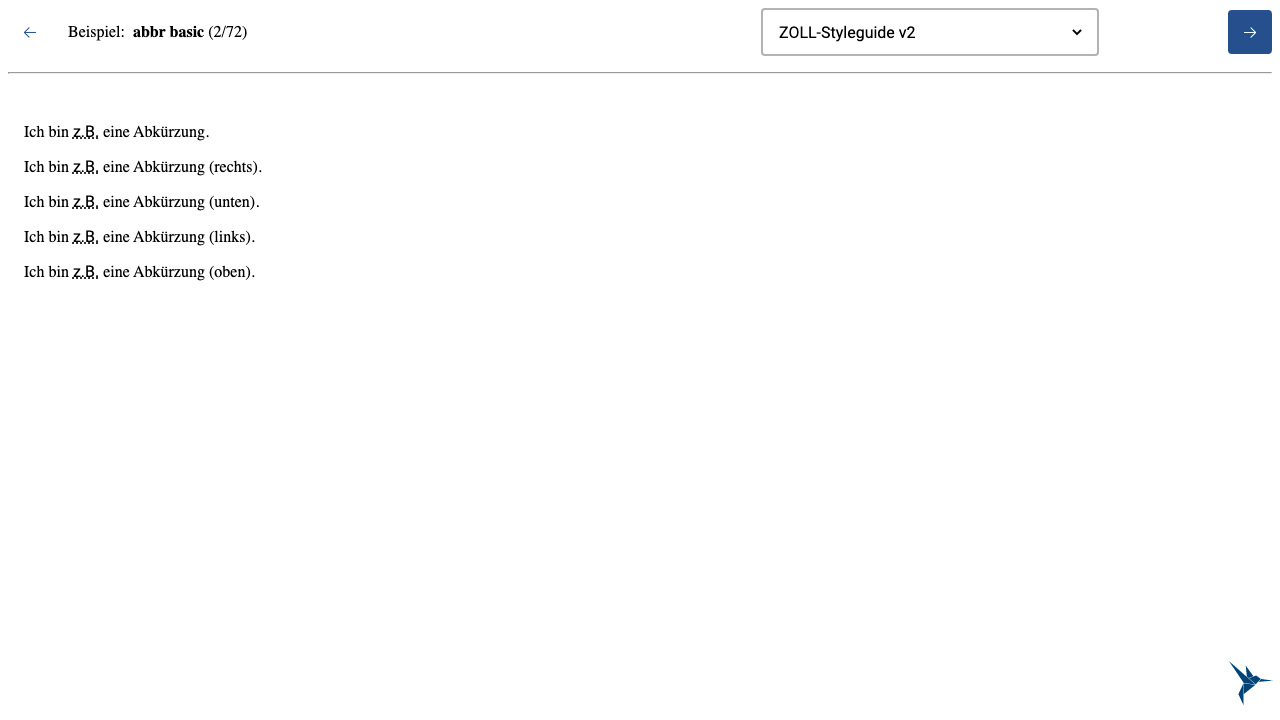 Beispiel: abbr basic (2/72)
ZOLL-Styleguide v2
Ich bin z.B. eine Abkürzung.
Ich bin z.B. eine Abkürzung (rechts).
Ich bin z.B. eine Abkürzung (unten).
Ich bin z.B. eine Abkürzung (links).
Ich bin z.B. eine Abkürzung (oben).